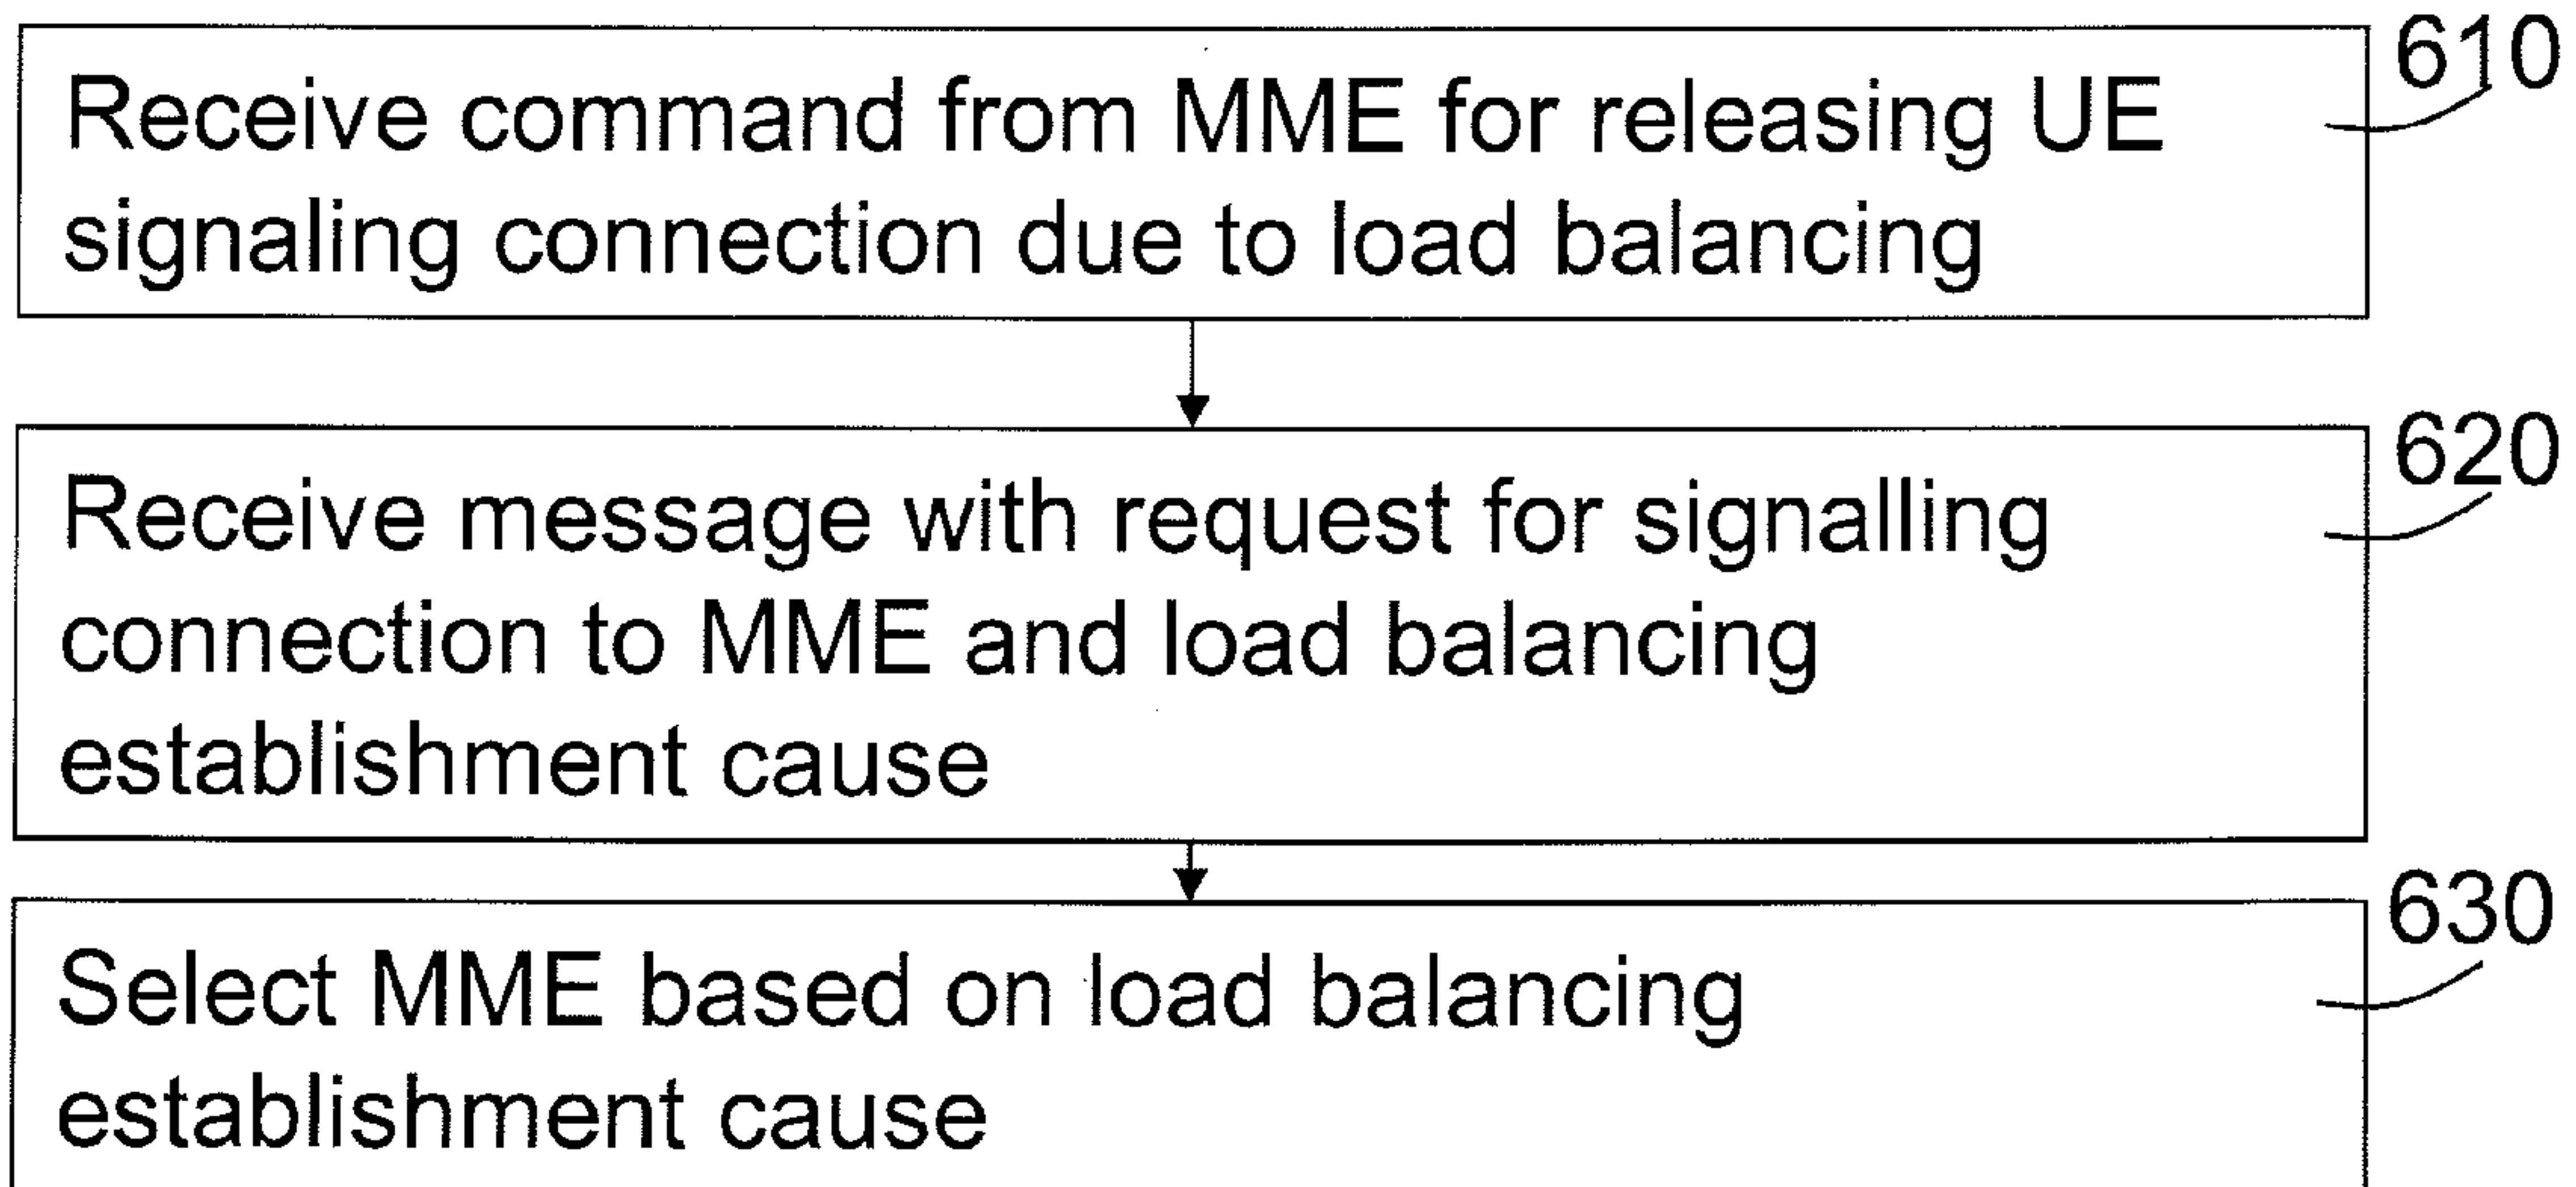 610
Receive command from MME for releasing UE
signaling connection due to load balancing
620
Receive message with request for signalling
connection to MME and load balancing
establishment cause
630
Select MME based on load balancing
establishment cause